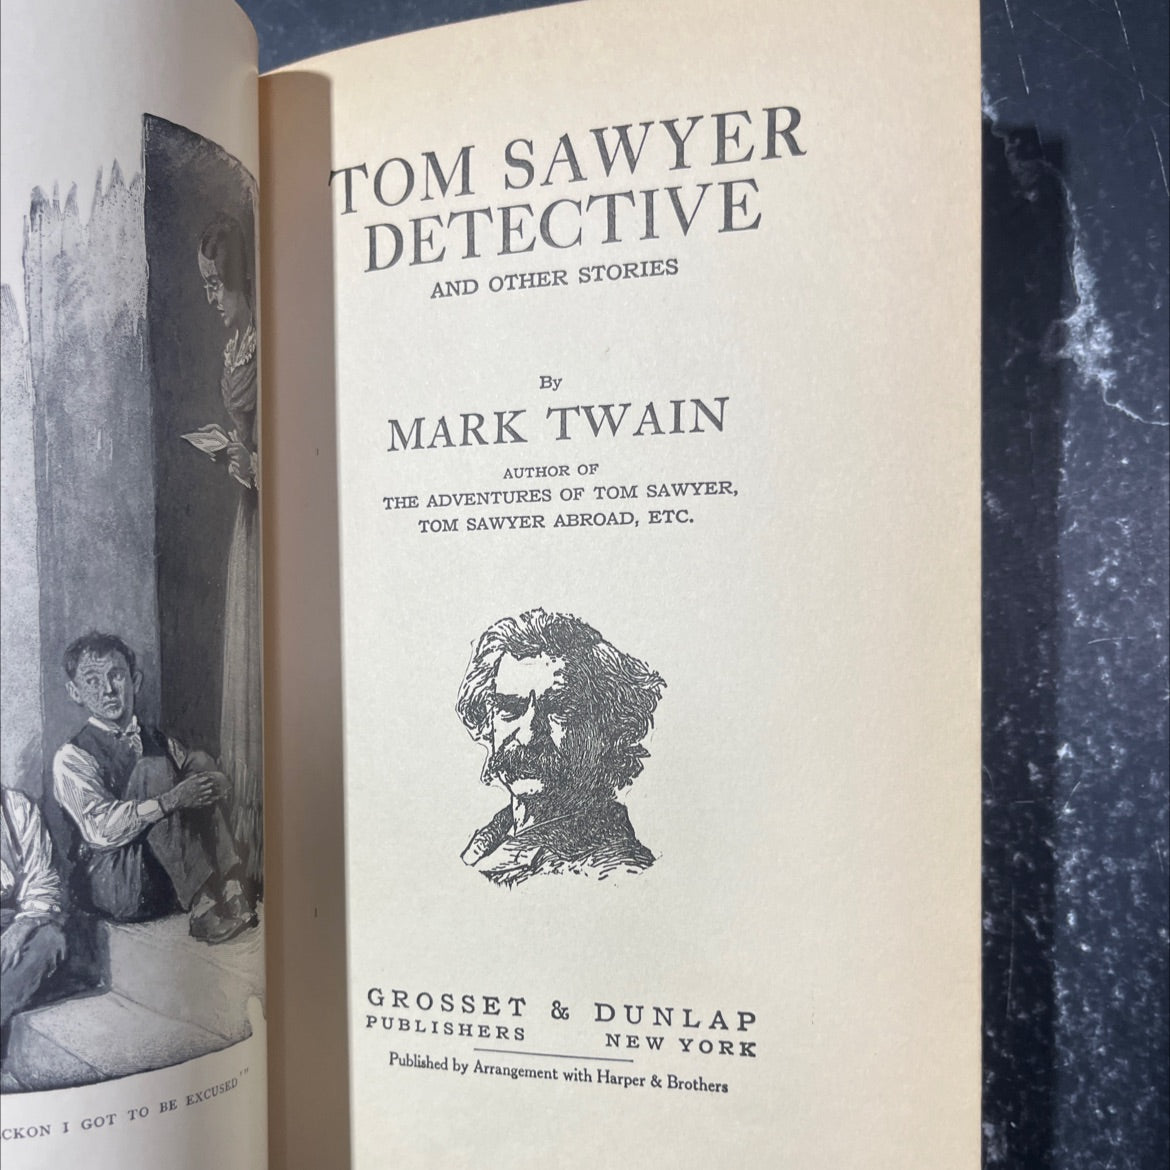 CKON I GOT TO BE EXCUSED'"
TOM SAWYER
DETECTIVE
AND OTHER STORIES
By
MARK TWAIN
AUTHOR OF
THE ADVENTURES OF TOM SAWYER,
TOM SAWYER ABROAD, ETC.
GROSSET & DUNLAP
PUBLISHERS NEW YORK
Published by Arrangement with Harper & Brothers